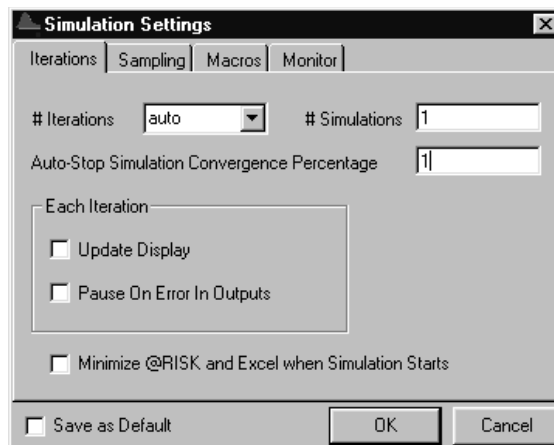 Simulation Settings
Iterations Sampling Macros Monitor
# Iterations auto # Simulations 1
Auto-Stop Simulation Convergence Percentage 1
Each Iteration
Update Display
Pause On Error In Outputs
Minimize @RISK and Excel when Simulation Starts
Save as Default OK Cancel